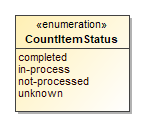 «enumeration»
CountItemStatus
completed
in-process
not-processed
unknown